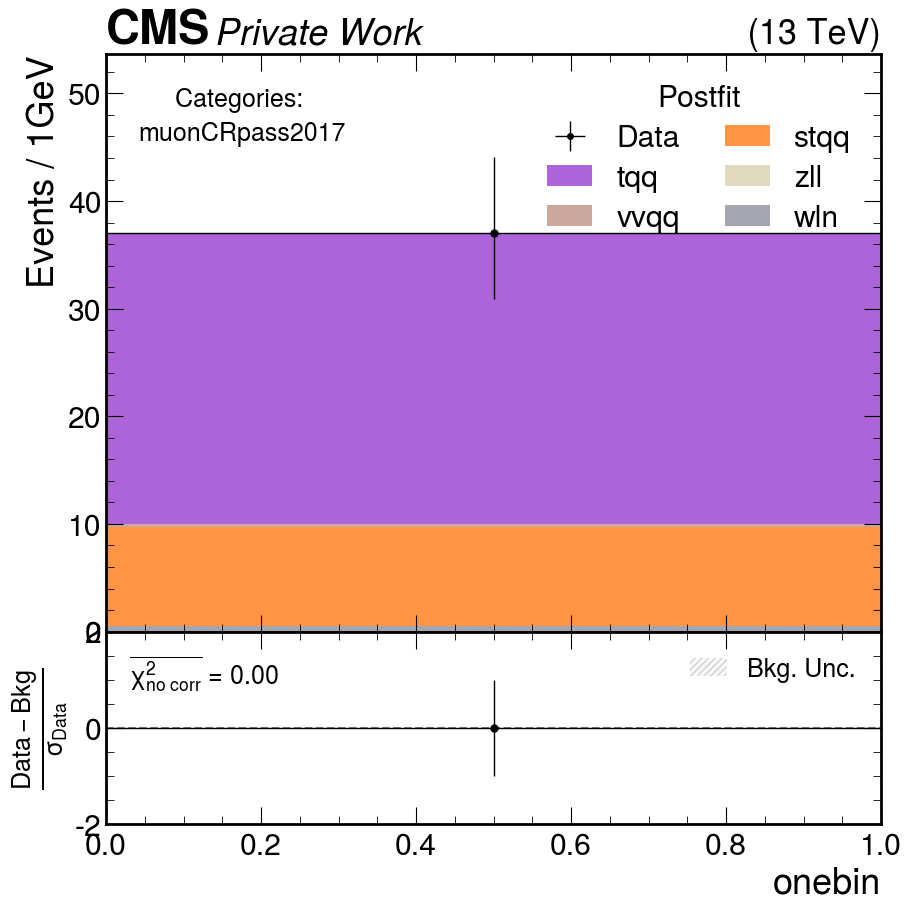 CMS Private Work (13 TeV)
Events / 1GeV
Categories:
muonCRpass2017
Postfit
Data stqq
tqq zll
vvqq wln
50
40
30
20
10
0
2
0
-2
Data – Bkg
σData
χ²no corr = 0.00
Bkg. Unc.
0.0 0.2 0.4 0.6 0.8 1.0
onebin